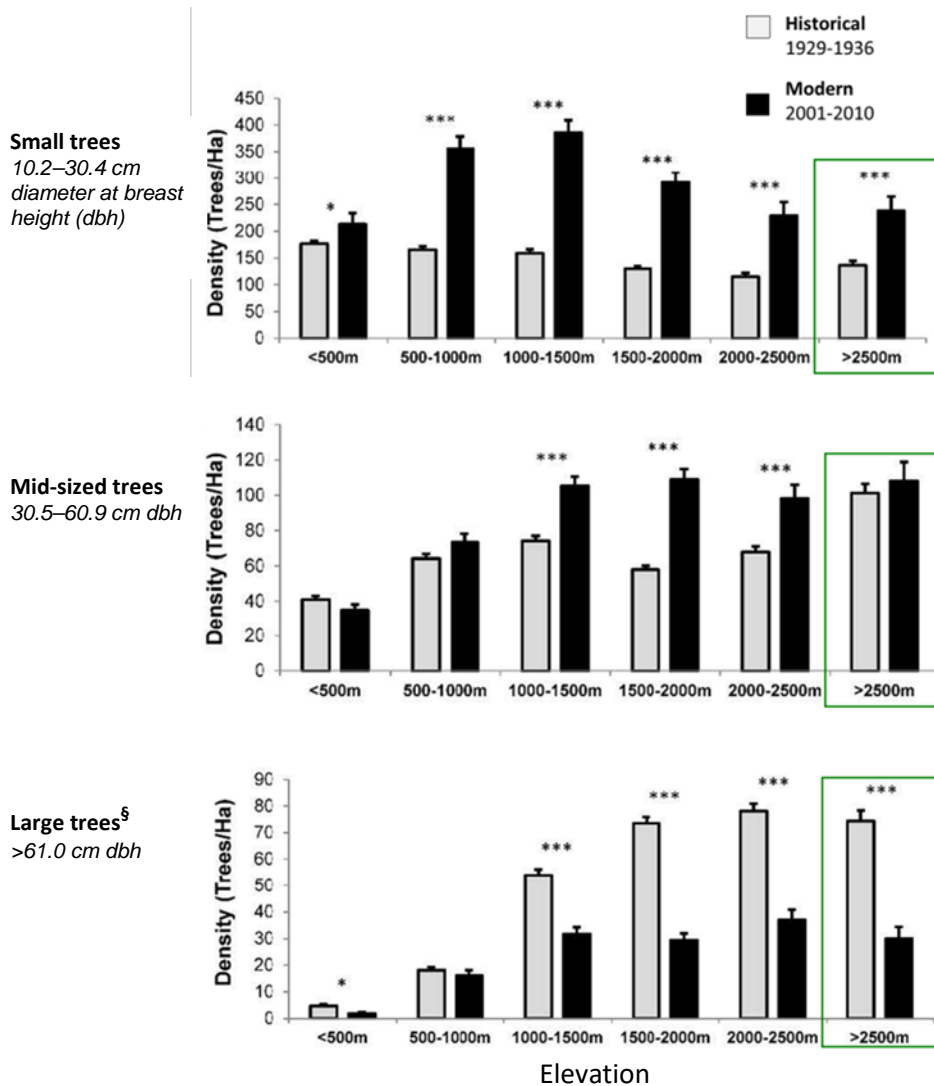 Historical
1929-1936
Modern
2001-2010
Small trees
10.2–30.4 cm
diameter at breast
height (dbh)
Density (Trees/Ha)
450
400
350
300
250
200
150
100
50
0
*
***
***
***
***
***
<500m
500-1000m
1000-1500m
1500-2000m
2000-2500m
>2500m
Mid-sized trees
30.5–60.9 cm dbh
Density (Trees/Ha)
140
120
100
80
60
40
20
0
***
***
***
<500m
500-1000m
1000-1500m
1500-2000m
2000-2500m
>2500m
Large trees§
>61.0 cm dbh
Density (Trees/Ha)
90
80
70
60
50
40
30
20
10
0
*
***
***
***
***
<500m
500-1000m
1000-1500m
1500-2000m
2000-2500m
>2500m
Elevation